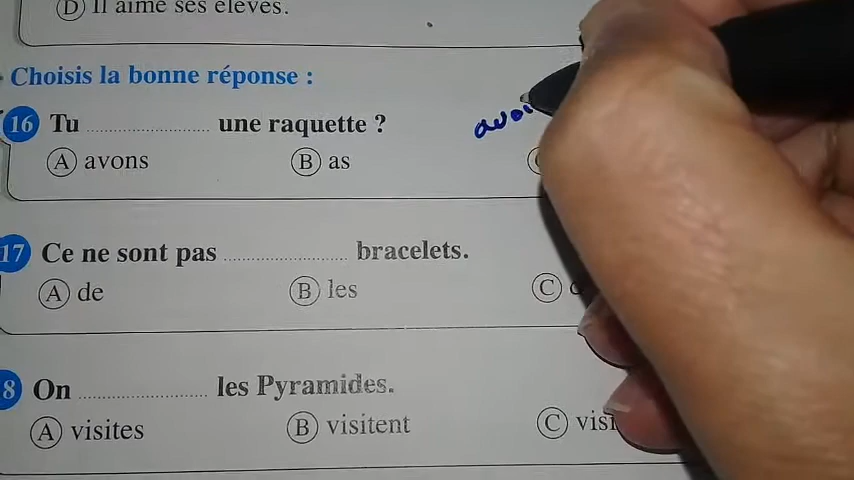 D Il aime ses élèves.
Choisis la bonne réponse :
16 Tu ........................ une raquette ?
avoi
A avons B as
17 Ce ne sont pas ........................ bracelets.
A de B les C
8 On ........................ les Pyramides.
A visites B visitent C visi